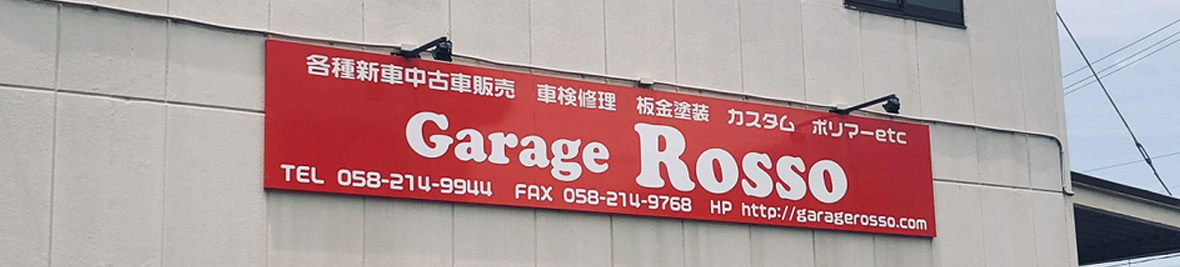 各種新車中古車販売 車検修理 板金塗装 カスタム ポリマーetc
Garage Rosso
TEL 058-214-9944 FAX 058-214-9768 HP http://garagerosso.com